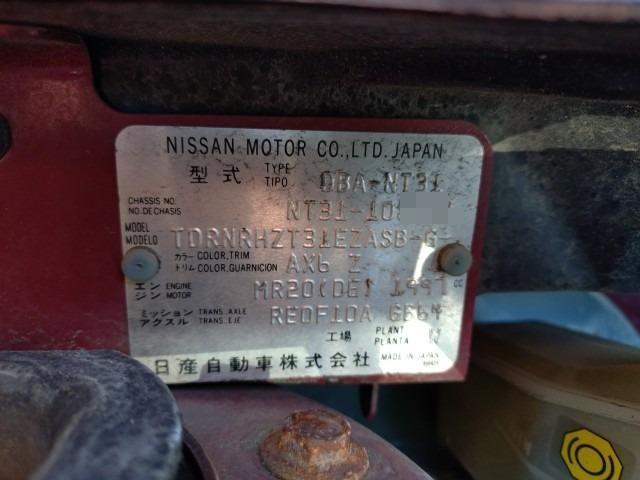 NISSAN MOTOR CO.,LTD. JAPAN
型式 TYPE TIPO DBA-NT31
CHASSIS NO. NO. DE CHASIS NT31-10
MODEL MODELO TDRNRHZT31EZASB-G-
カラー COLOR, TRIM トリム COLOR, GUARNICION AX6 Z
エンジン ENGINE MOTOR MR20(DE) 1997 CC
ミッション TRANS. AXLE アクスル TRANS. EJE RE0F10A GF64
工場 PLANT PLANTA W
日産自動車株式会社 MADE IN JAPAN